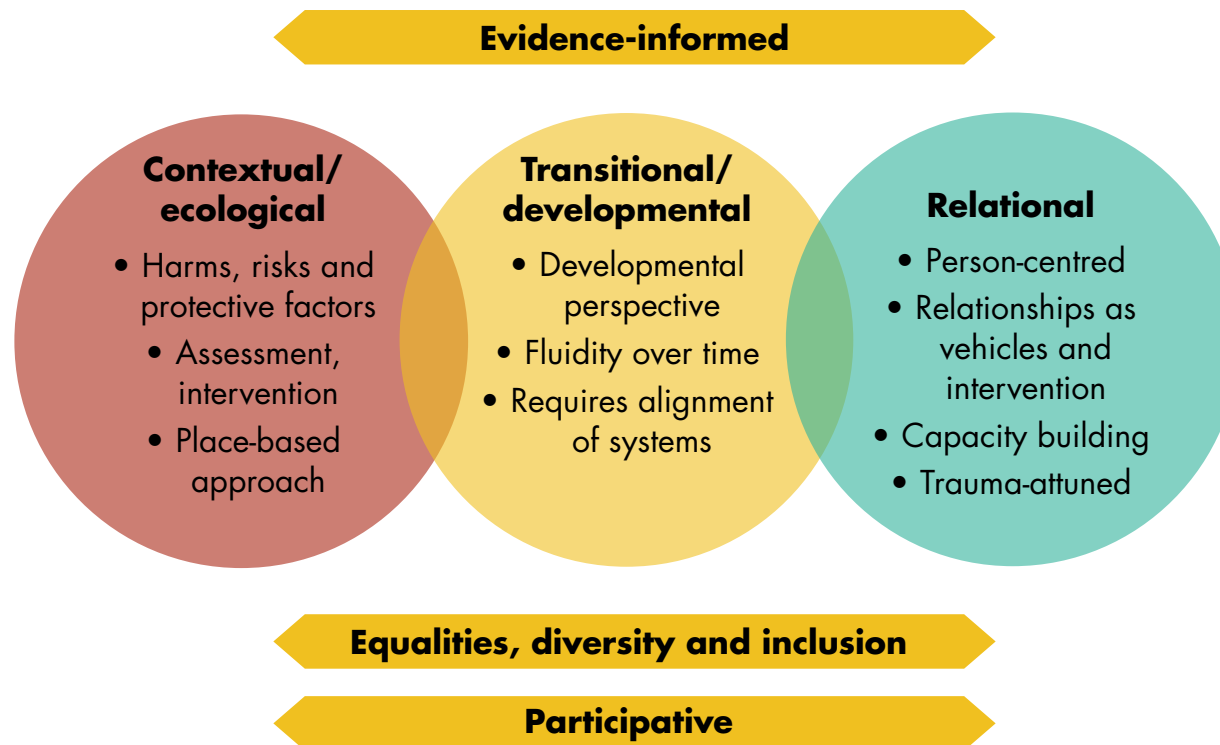 Evidence-informed
Contextual/
ecological
• Harms, risks and
protective factors
• Assessment,
intervention
• Place-based
approach
Transitional/
developmental
• Developmental
perspective
• Fluidity over time
• Requires alignment
of systems
Relational
• Person-centred
• Relationships as
vehicles and
intervention
• Capacity building
• Trauma-attuned
Equalities, diversity and inclusion
Participative